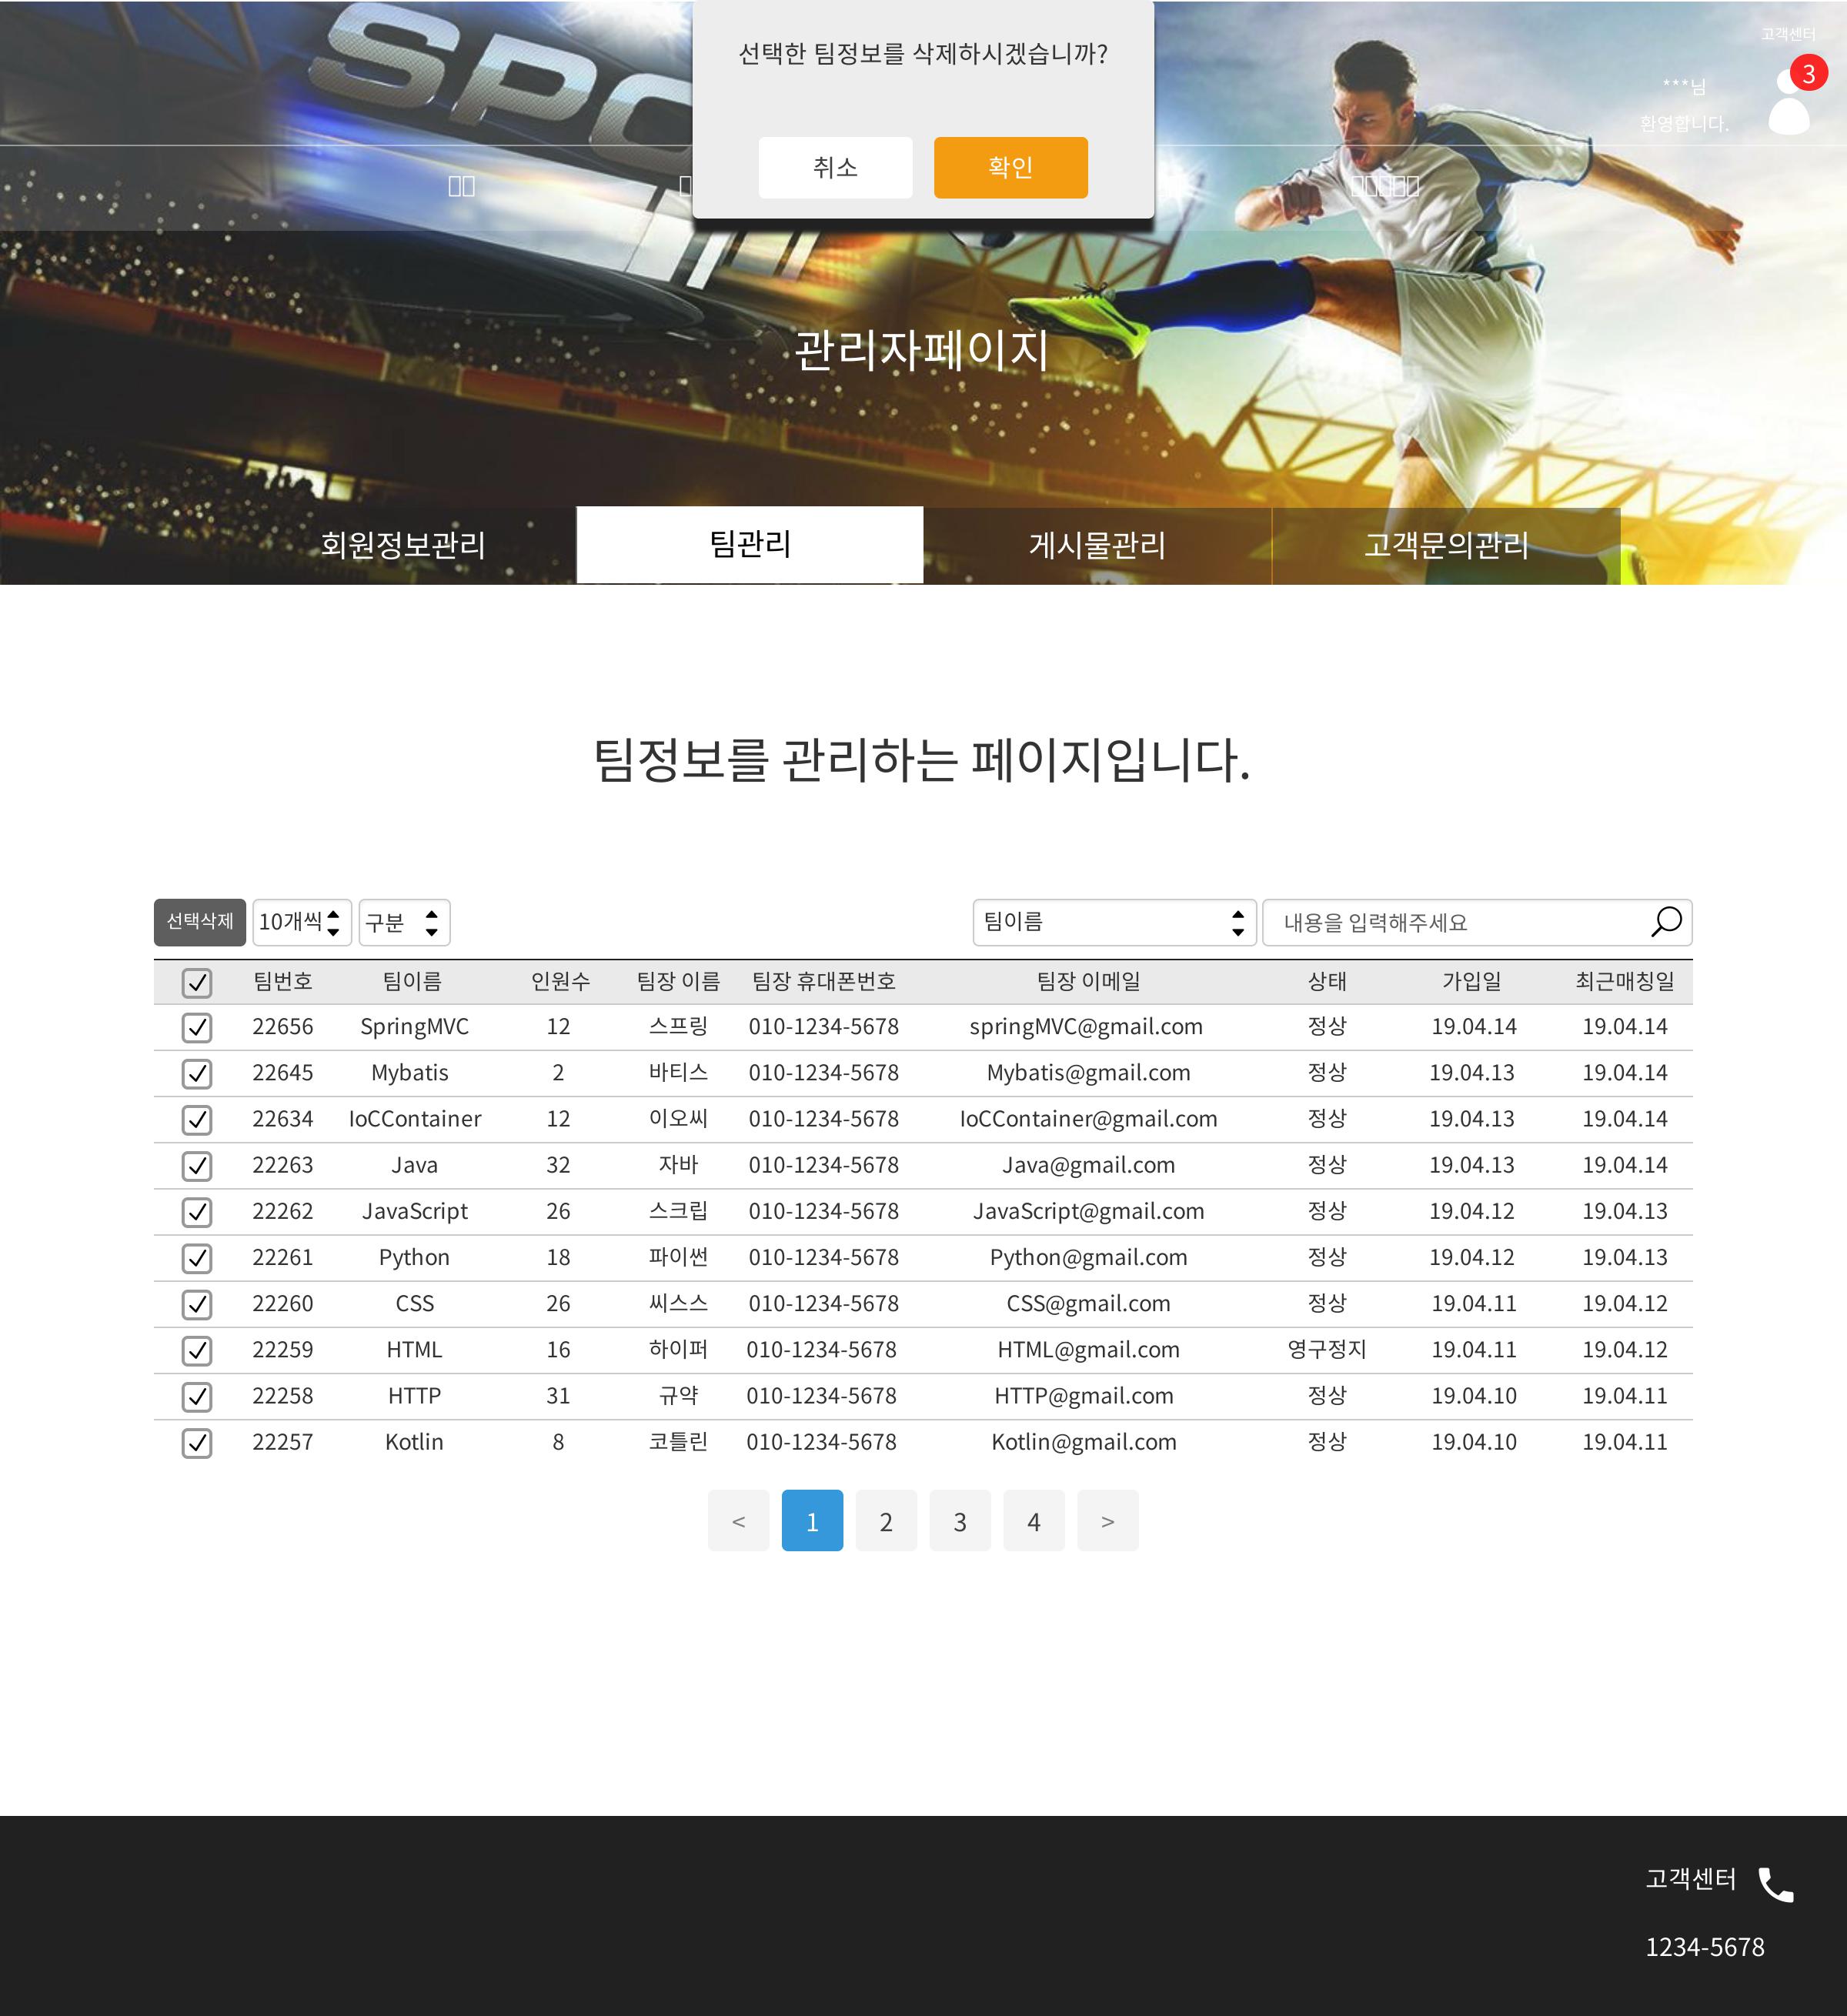 SPO
선택한 팀정보를 삭제하시겠습니까?
취소 확인
고객센터
3
***님
환영합니다.
관리자페이지
회원정보관리 팀관리 게시물관리 고객문의관리
팀정보를 관리하는 페이지입니다.
선택삭제 10개씩 구분 팀이름 내용을 입력해주세요
팀번호 팀이름 인원수 팀장 이름 팀장 휴대폰번호 팀장 이메일 상태 가입일 최근매칭일
22656 SpringMVC 12 스프링 010-1234-5678 springMVC@gmail.com 정상 19.04.14 19.04.14
22645 Mybatis 2 바티스 010-1234-5678 Mybatis@gmail.com 정상 19.04.13 19.04.14
22634 IoCContainer 12 이오씨 010-1234-5678 IoCContainer@gmail.com 정상 19.04.13 19.04.14
22263 Java 32 자바 010-1234-5678 Java@gmail.com 정상 19.04.13 19.04.14
22262 JavaScript 26 스크립 010-1234-5678 JavaScript@gmail.com 정상 19.04.12 19.04.13
22261 Python 18 파이썬 010-1234-5678 Python@gmail.com 정상 19.04.12 19.04.13
22260 CSS 26 씨스스 010-1234-5678 CSS@gmail.com 정상 19.04.11 19.04.12
22259 HTML 16 하이퍼 010-1234-5678 HTML@gmail.com 영구정지 19.04.11 19.04.12
22258 HTTP 31 규약 010-1234-5678 HTTP@gmail.com 정상 19.04.10 19.04.11
22257 Kotlin 8 코틀린 010-1234-5678 Kotlin@gmail.com 정상 19.04.10 19.04.11
< 1 2 3 4 >
고객센터
1234-5678